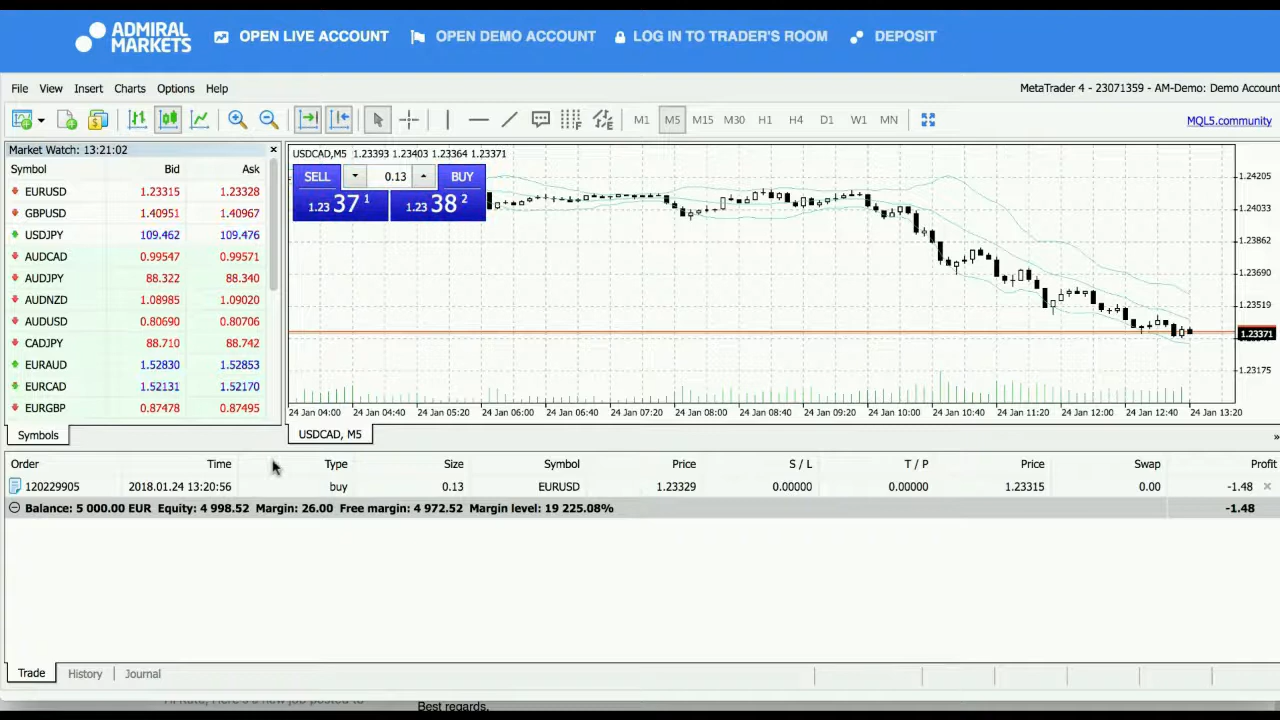 ADMIRAL MARKETS OPEN LIVE ACCOUNT OPEN DEMO ACCOUNT LOG IN TO TRADER'S ROOM DEPOSIT
File View Insert Charts Options Help MetaTrader 4 - 23071359 - AM-Demo: Demo Account
M1 M5 M15 M30 H1 H4 D1 W1 MN MQL5.community
Market Watch: 13:21:02
Symbol Bid Ask
EURUSD 1.23315 1.23328
GBPUSD 1.40951 1.40967
USDJPY 109.462 109.476
AUDCAD 0.99547 0.99571
AUDJPY 88.322 88.340
AUDNZD 1.08985 1.09020
AUDUSD 0.80690 0.80706
CADJPY 88.710 88.742
EURAUD 1.52830 1.52853
EURCAD 1.52131 1.52170
EURGBP 0.87478 0.87495
Symbols
USDCAD,M5 1.23393 1.23403 1.23364 1.23371
SELL 0.13 BUY
1.23 37 1 1.23 38 2
1.24205
1.24033
1.23862
1.23690
1.23519
1.23371
1.23175
24 Jan 04:00 24 Jan 04:40 24 Jan 05:20 24 Jan 06:00 24 Jan 06:40 24 Jan 07:20 24 Jan 08:00 24 Jan 08:40 24 Jan 09:20 24 Jan 10:00 24 Jan 10:40 24 Jan 11:20 24 Jan 12:00 24 Jan 12:40 24 Jan 13:20
USDCAD, M5
Order Time Type Size Symbol Price S / L T / P Price Swap Profit
120229905 2018.01.24 13:20:56 buy 0.13 EURUSD 1.23329 0.00000 0.00000 1.23315 0.00 -1.48
Balance: 5 000.00 EUR Equity: 4 998.52 Margin: 26.00 Free margin: 4 972.52 Margin level: 19 225.08% -1.48
Trade History Journal
Best regards.